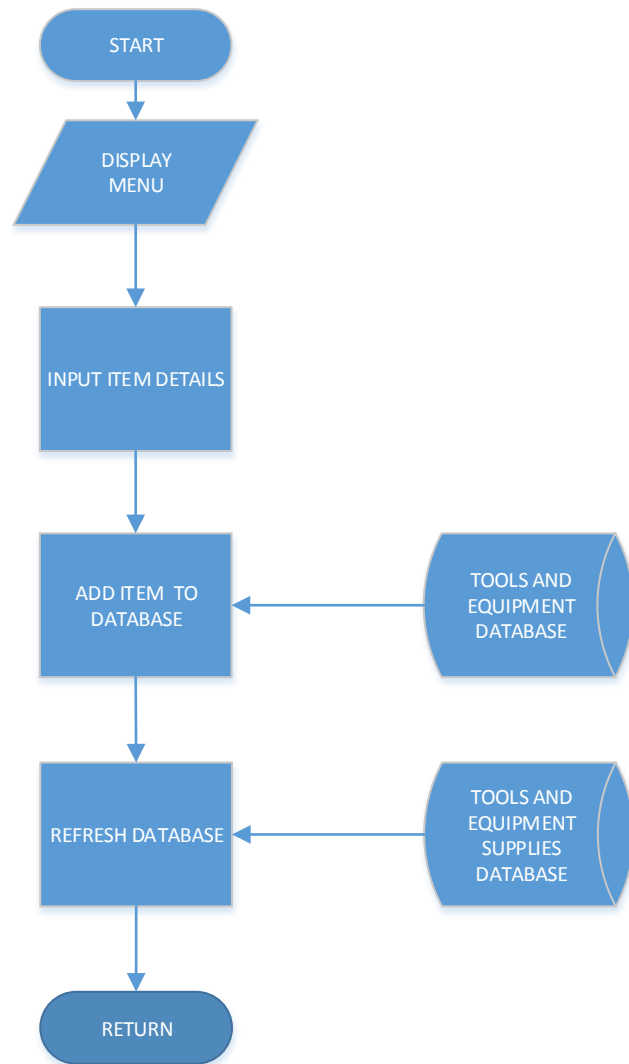 START
DISPLAY
MENU
INPUT ITEM DETAILS
ADD ITEM TO
DATABASE
TOOLS AND
EQUIPMENT
DATABASE
REFRESH DATABASE
TOOLS AND
EQUIPMENT
SUPPLIES
DATABASE
RETURN